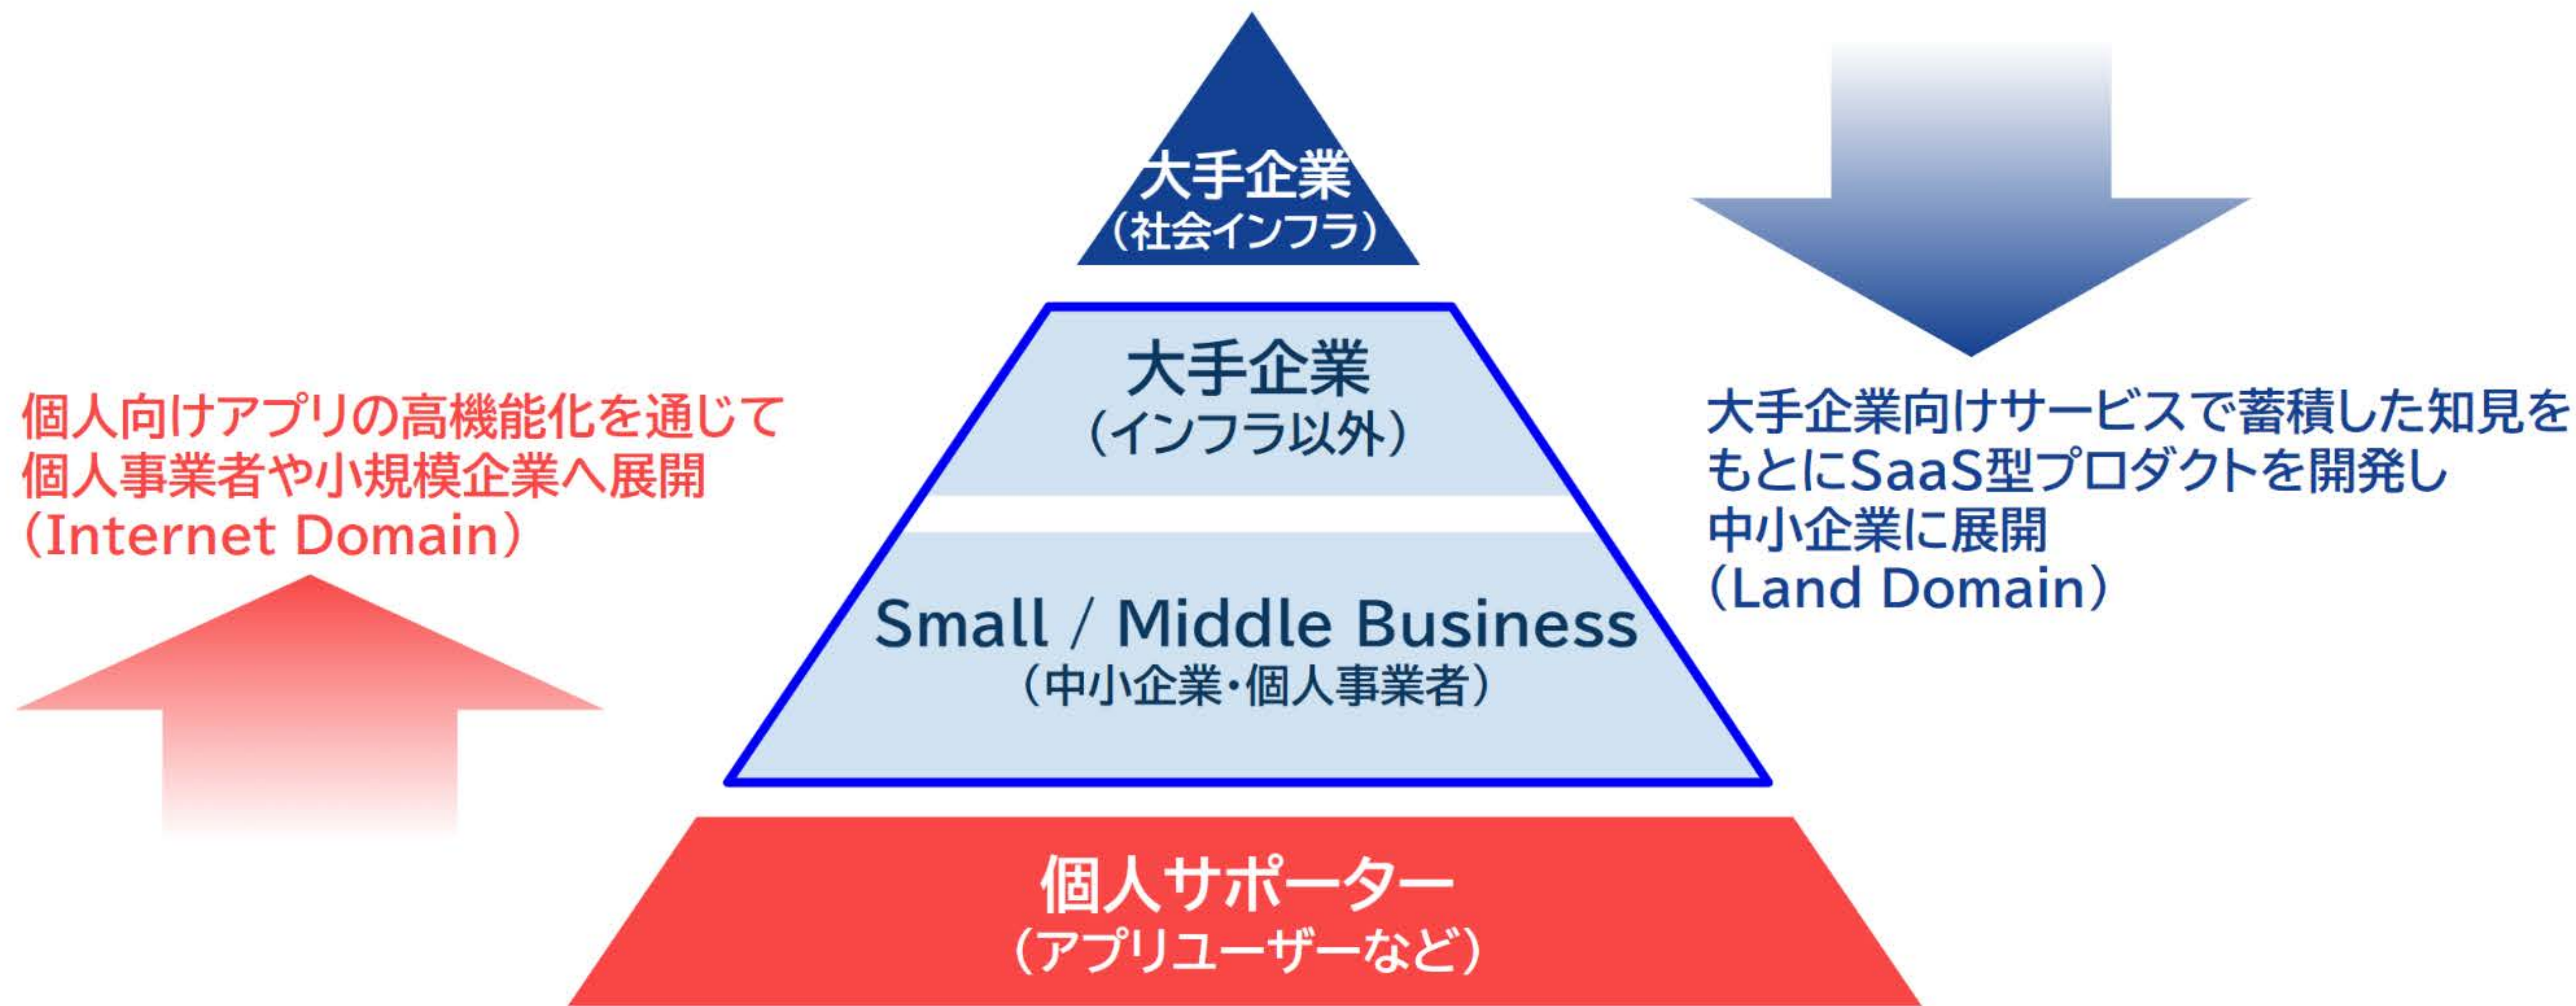 大手企業
（社会インフラ）
大手企業
（インフラ以外）
Small / Middle Business
（中小企業・個人事業者）
個人サポーター
（アプリユーザーなど）
個人向けアプリの高機能化を通じて
個人事業者や小規模企業へ展開
（Internet Domain）
大手企業向けサービスで蓄積した知見を
もとにSaaS型プロダクトを開発し
中小企業に展開
（Land Domain）